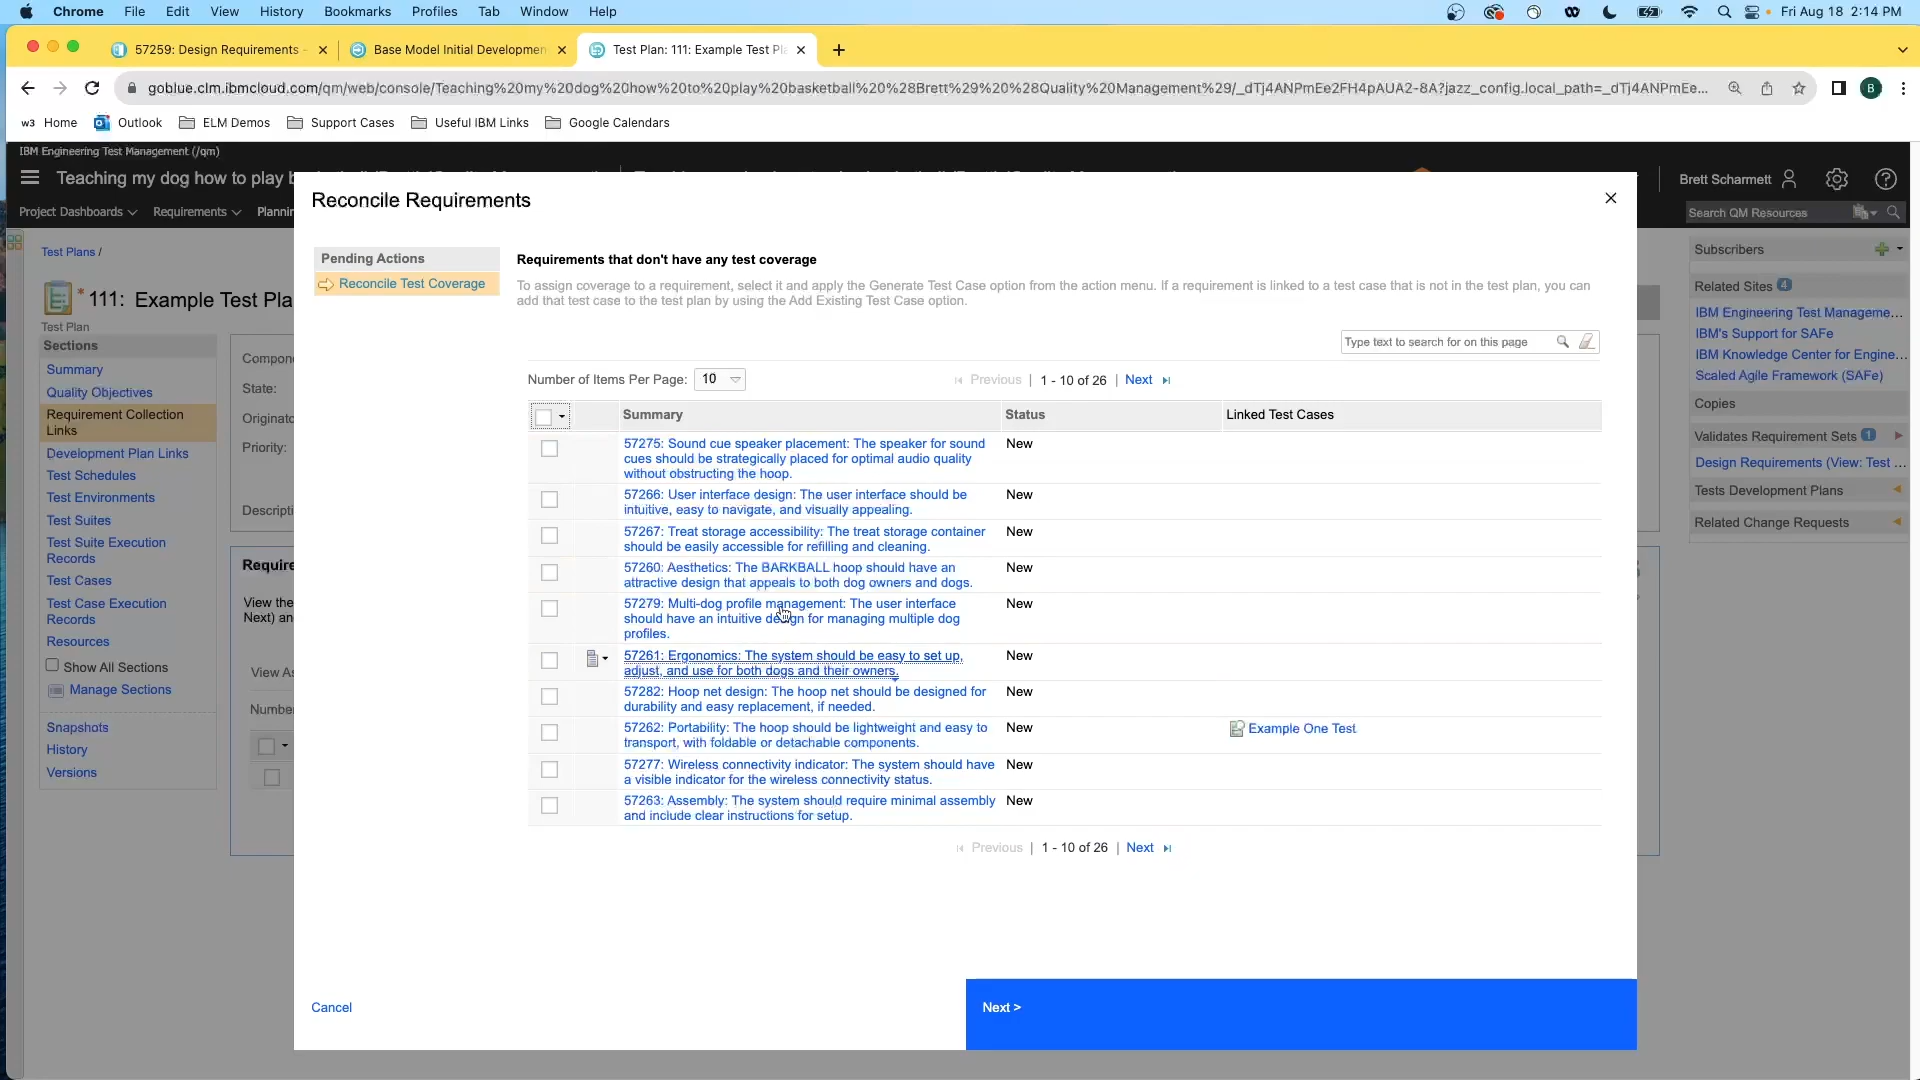 Chrome File Edit View History Bookmarks Profiles Tab Window Help
Fri Aug 18 2:14 PM
57259: Design Requirements -
Base Model Initial Developmen
Test Plan: 111: Example Test Pl
goblue.clm.ibmcloud.com/qm/web/console/Teaching%20my%20dog%20how%20to%20play%20basketball%20%28Brett%29%20%28Quality%20Management%29/_dTj4ANPmEe2FH4pAUA2-8A?jazz_config.local_path=_dTj4ANPmEe...
B
w3 Home Outlook ELM Demos Support Cases Useful IBM Links Google Calendars
IBM Engineering Test Management (/qm)
Teaching my dog how to play b
Brett Scharmett
Project Dashboards Requirements Plannin
Search QM Resources
Test Plans /
* 111: Example Test Pla
Test Plan
Sections
Summary
Quality Objectives
Requirement Collection
Links
Development Plan Links
Test Schedules
Test Environments
Test Suites
Test Suite Execution
Records
Test Cases
Test Case Execution
Records
Resources
Show All Sections
Manage Sections
Snapshots
History
Versions
Compon
State:
Originato
Priority:
Descripti
Require
View the
Next) an
View As
Number
Reconcile Requirements
Pending Actions
Reconcile Test Coverage
Requirements that don't have any test coverage
To assign coverage to a requirement, select it and apply the Generate Test Case option from the action menu. If a requirement is linked to a test case that is not in the test plan, you can
add that test case to the test plan by using the Add Existing Test Case option.
Type text to search for on this page
Number of Items Per Page: 10
Previous | 1 - 10 of 26 | Next
Summary Status Linked Test Cases
57275: Sound cue speaker placement: The speaker for sound New
cues should be strategically placed for optimal audio quality
without obstructing the hoop.
57266: User interface design: The user interface should be New
intuitive, easy to navigate, and visually appealing.
57267: Treat storage accessibility: The treat storage container New
should be easily accessible for refilling and cleaning.
57260: Aesthetics: The BARKBALL hoop should have an New
attractive design that appeals to both dog owners and dogs.
57279: Multi-dog profile management: The user interface New
should have an intuitive design for managing multiple dog
profiles.
57261: Ergonomics: The system should be easy to set up, New
adjust, and use for both dogs and their owners.
57282: Hoop net design: The hoop net should be designed for New
durability and easy replacement, if needed.
57262: Portability: The hoop should be lightweight and easy to New Example One Test
transport, with foldable or detachable components.
57277: Wireless connectivity indicator: The system should have New
a visible indicator for the wireless connectivity status.
57263: Assembly: The system should require minimal assembly New
and include clear instructions for setup.
Previous | 1 - 10 of 26 | Next
Cancel
Next >
Subscribers
Related Sites 4
IBM Engineering Test Manageme...
IBM's Support for SAFe
IBM Knowledge Center for Engine...
Scaled Agile Framework (SAFe)
Copies
Validates Requirement Sets 1
Design Requirements (View: Test ...
Tests Development Plans
Related Change Requests